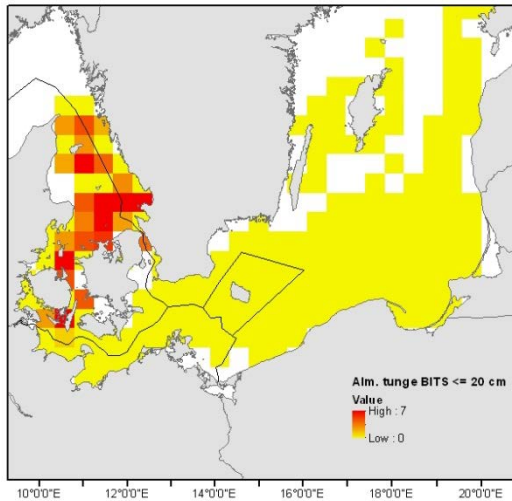 Alm. tunge BITS <= 20 cm
Value
High : 7
Low : 0
10°0'0"E 12°0'0"E 14°0'0"E 16°0'0"E 18°0'0"E 20°0'0"E